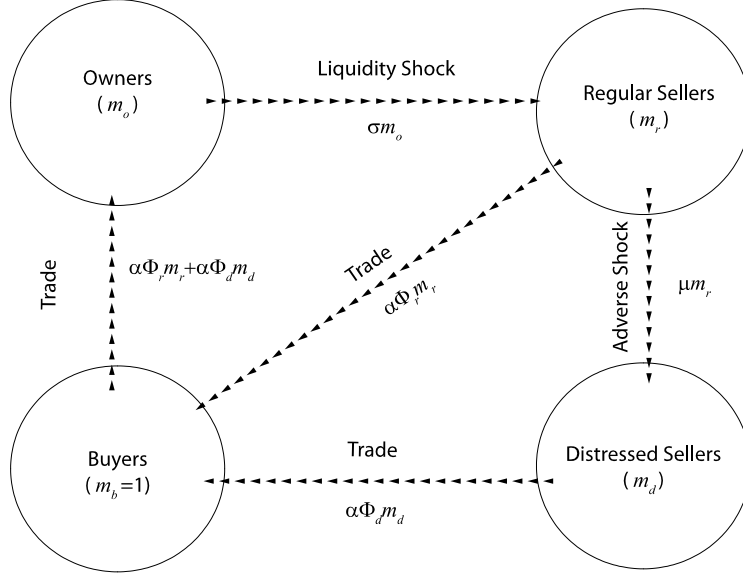 Owners
(m_o)
Liquidity Shock
σm_o
Regular Sellers
(m_r)
Trade
αΦ_r m_r+αΦ_d m_d
Trade
αΦ_r m_r
Adverse Shock
μm_r
Buyers
(m_b=1)
Trade
αΦ_d m_d
Distressed Sellers
(m_d)